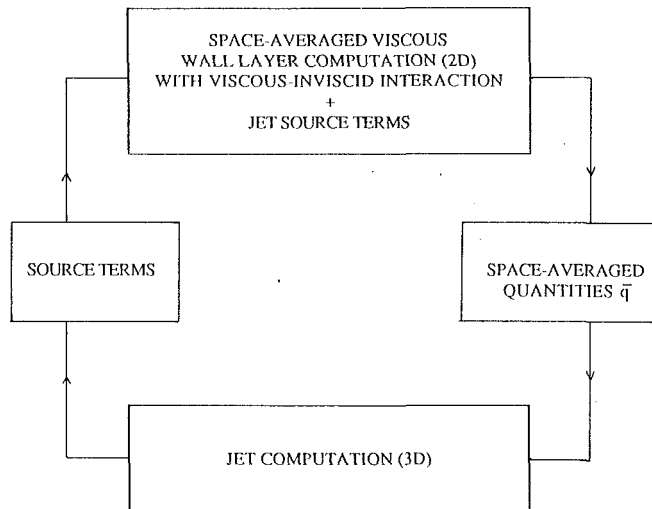 SPACE-AVERAGED VISCOUS
WALL LAYER COMPUTATION (2D)
WITH VISCOUS-INVISCID INTERACTION
+
JET SOURCE TERMS
SOURCE TERMS
SPACE-AVERAGED
QUANTITIES q̄
JET COMPUTATION (3D)